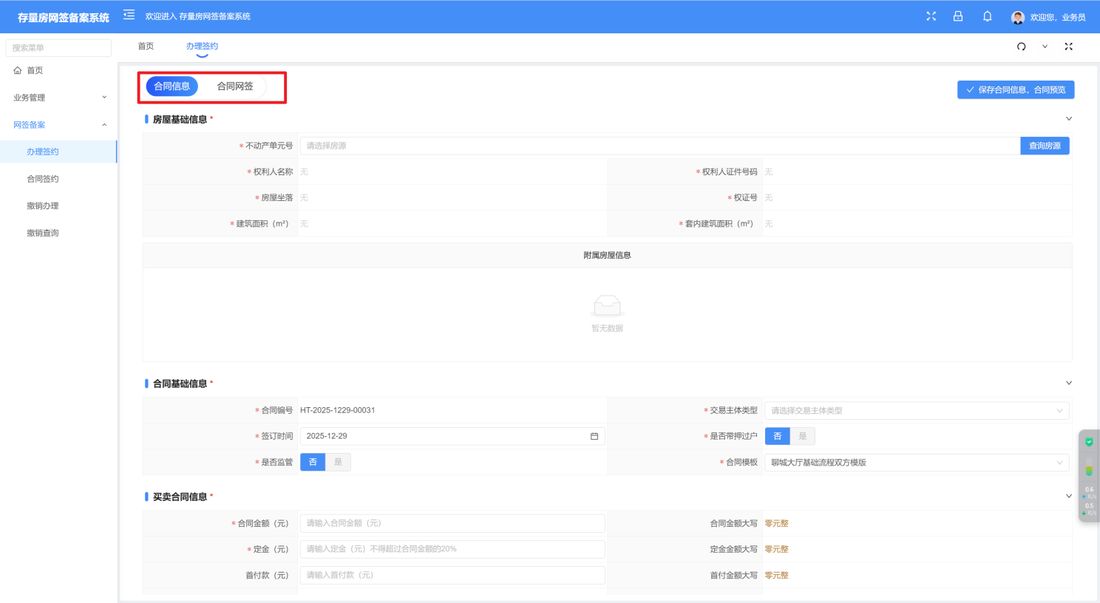 存量房网签备案系统 欢迎进入 存量房网签备案系统 欢迎您，业务员
搜索菜单 首页 办理签约
首页
业务管理
网签备案
办理签约
合同签约
撤销办理
撤销查询
合同信息 合同网签 保存合同信息，合同预览
房屋基础信息 *
* 不动产单元号 请选择房源 查询房源
* 权利人名称 无 * 权利人证件号码 无
* 房屋坐落 无 * 权证号 无
* 建筑面积（m²） 无 * 套内建筑面积（m²） 无
附属房屋信息
暂无数据
合同基础信息 *
* 合同编号 HT-2025-1229-00031 * 交易主体类型 请选择交易主体类型
* 签订时间 2025-12-29 * 是否带押过户 否 是
* 是否监管 否 是 * 合同模板 聊城大厅基础流程双方模版
买卖合同信息 *
* 合同金额（元） 请输入合同金额（元） 合同金额大写 零元整
* 定金（元） 请输入定金（元）不得超过合同金额的20% 定金金额大写 零元整
首付款（元） 请输入首付款（元） 首付金额大写 零元整